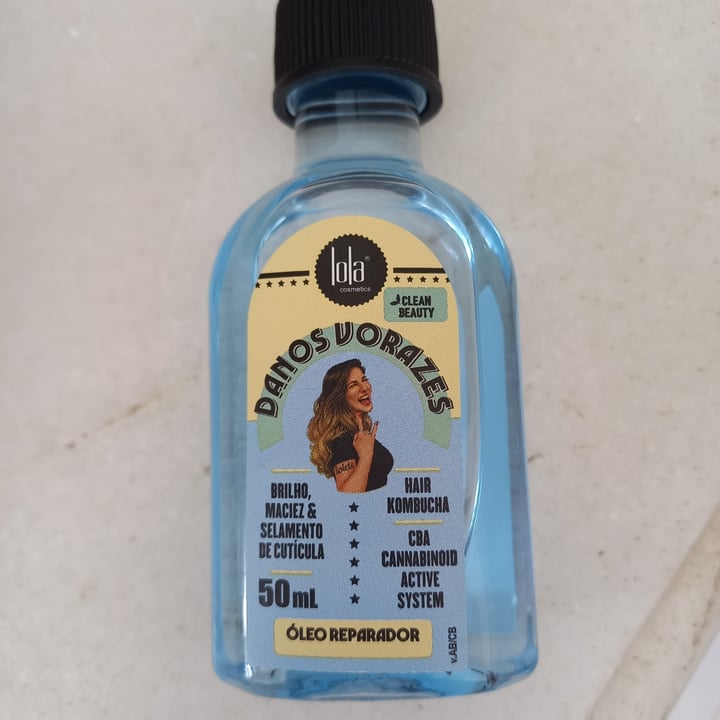 lola®
cosmetics
CLEAN
BEAUTY
DANOS VORAZES
lola
BRILHO,
MACIEZ &
SELAMENTO
DE CUTÍCULA
50mL
HAIR
KOMBUCHA
CBA
CANNABINOID
ACTIVE
SYSTEM
ÓLEO REPARADOR
V.AB/CB